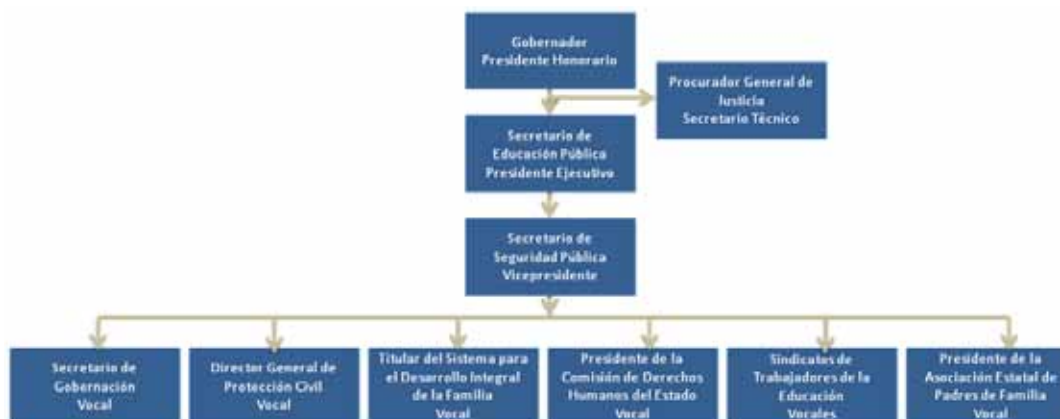 Gobernador
Presidente Honorario
Procurador General de
Justicia
Secretario Técnico
Secretario de
Educación Pública
Presidente Ejecutivo
Secretario de
Seguridad Pública
Vicepresidente
Secretario de
Gobernación
Vocal
Director General de
Protección Civil
Vocal
Titular del Sistema para
el Desarrollo Integral
de la Familia
Vocal
Presidente de la
Comisión de Derechos
Humanos del Estado
Vocal
Sindicatos de
Trabajadores de la
Educación
Vocales
Presidente de la
Asociación Estatal de
Padres de Familia
Vocal